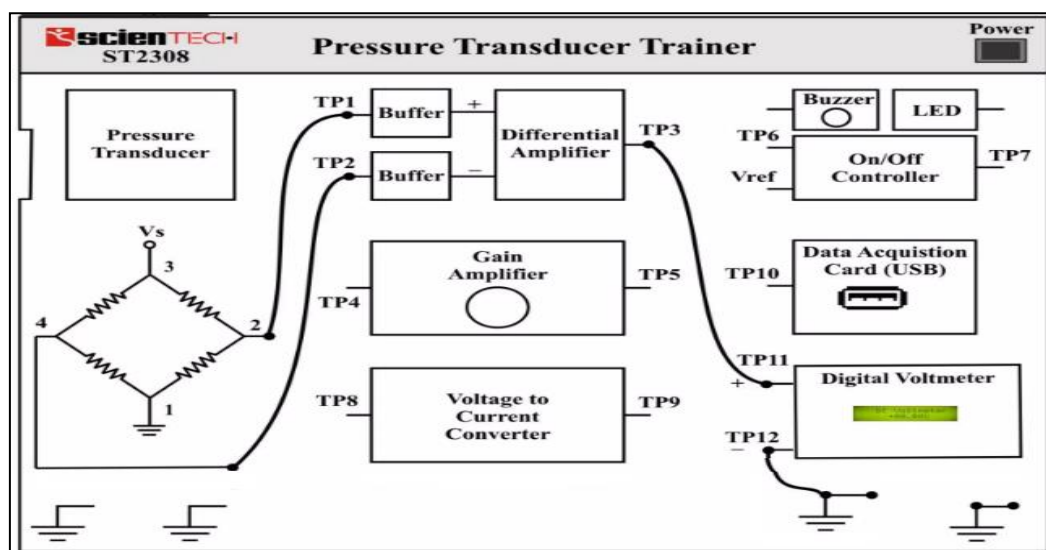 SCIENTECH
ST2308
Pressure Transducer Trainer
Power
Pressure
Transducer
TP1
Buffer
+
TP2
Buffer
−
Differential
Amplifier
TP3
Buzzer
LED
TP6
Vref
On/Off
Controller
TP7
Vs
3
4
2
1
Gain
Amplifier
TP4
TP5
Data Acquistion
Card (USB)
TP10
TP8
Voltage to
Current
Converter
TP9
TP11
+
Digital Voltmeter
TP12
−